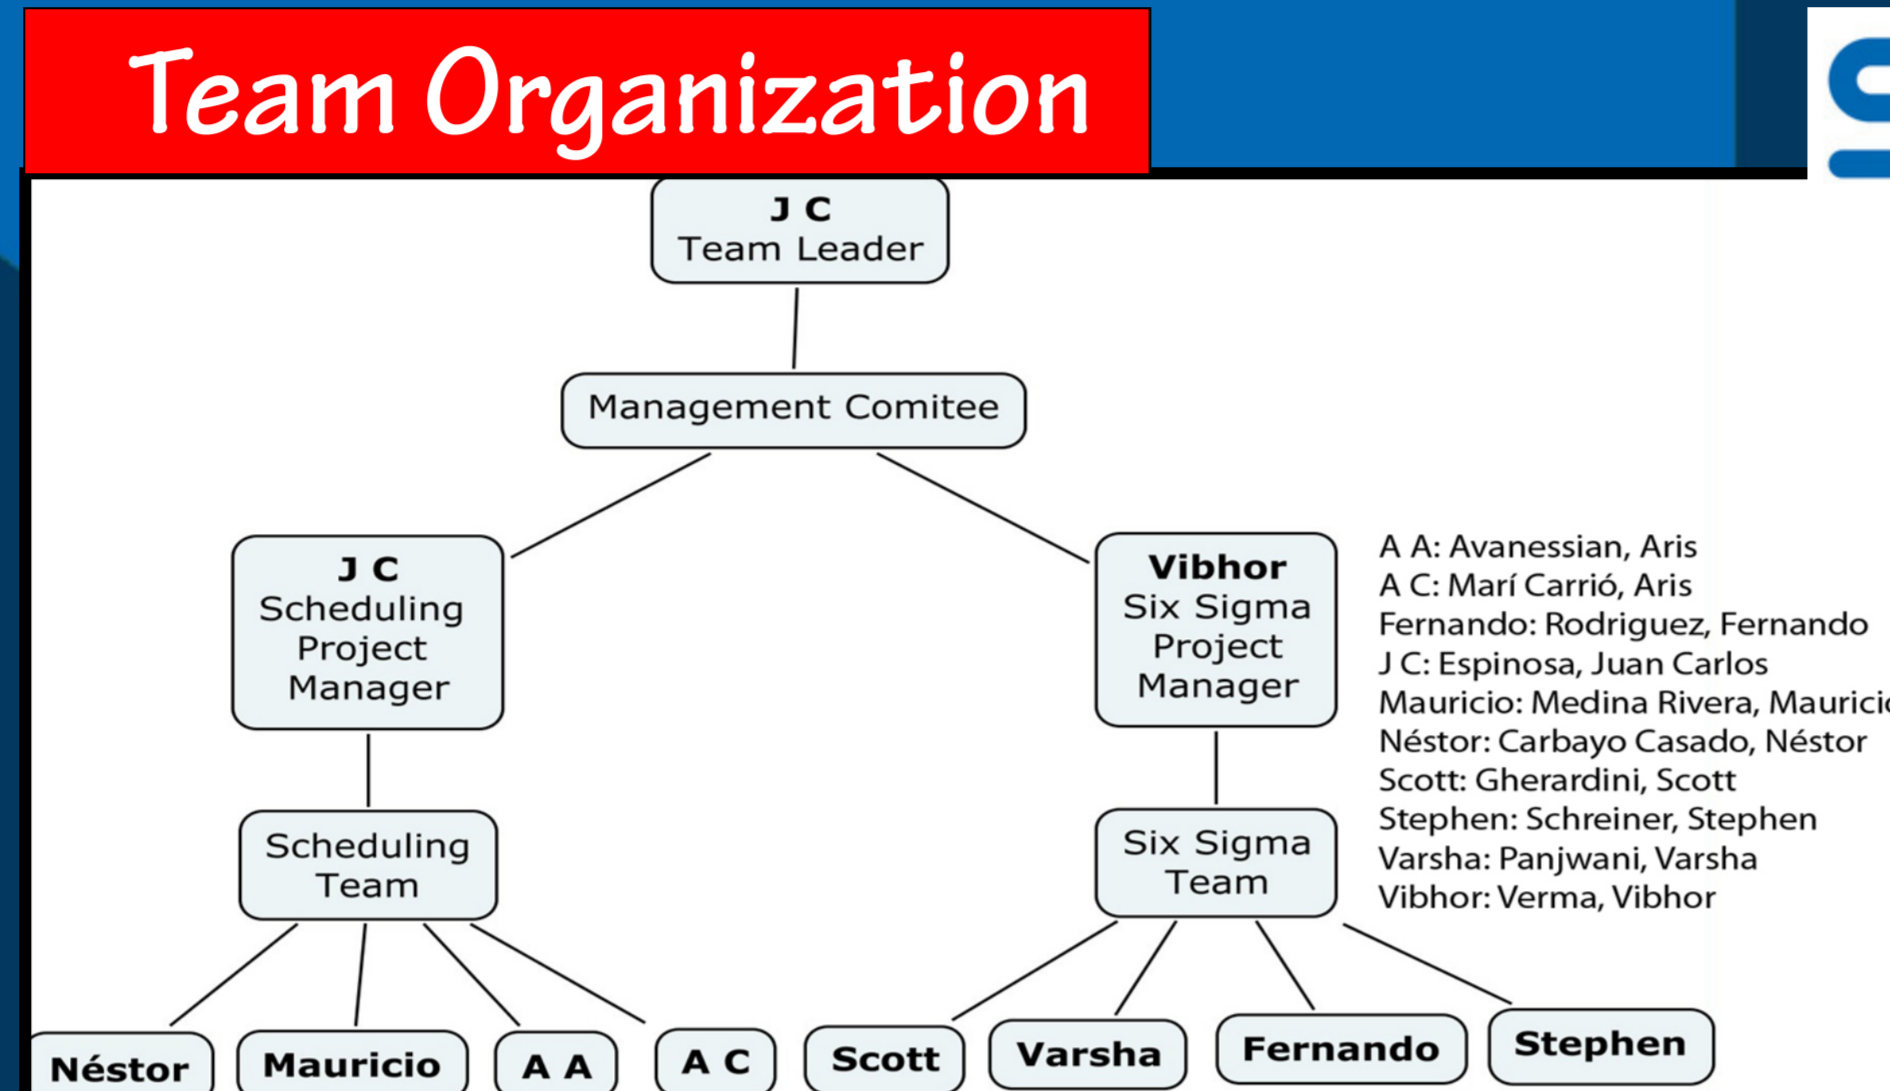 Team Organization
J C
Team Leader
Management Comitee
J C
Scheduling
Project
Manager
Vibhor
Six Sigma
Project
Manager
A A: Avanessian, Aris
A C: Marí Carrió, Aris
Fernando: Rodriguez, Fernando
J C: Espinosa, Juan Carlos
Mauricio: Medina Rivera, Mauricio
Néstor: Carbayo Casado, Néstor
Scott: Gherardini, Scott
Stephen: Schreiner, Stephen
Varsha: Panjwani, Varsha
Vibhor: Verma, Vibhor
Scheduling
Team
Six Sigma
Team
Néstor
Mauricio
A A
A C
Scott
Varsha
Fernando
Stephen